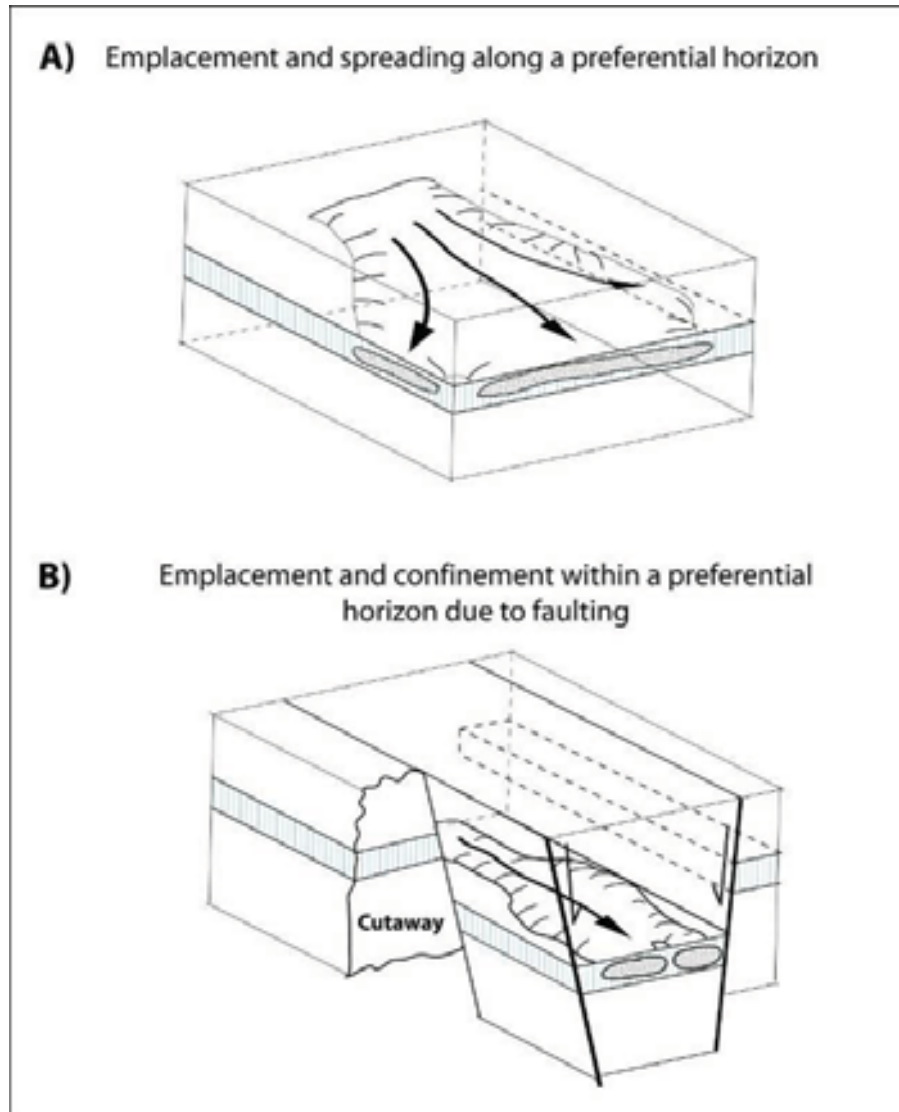 A) Emplacement and spreading along a preferential horizon
B) Emplacement and confinement within a preferential
horizon due to faulting
Cutaway